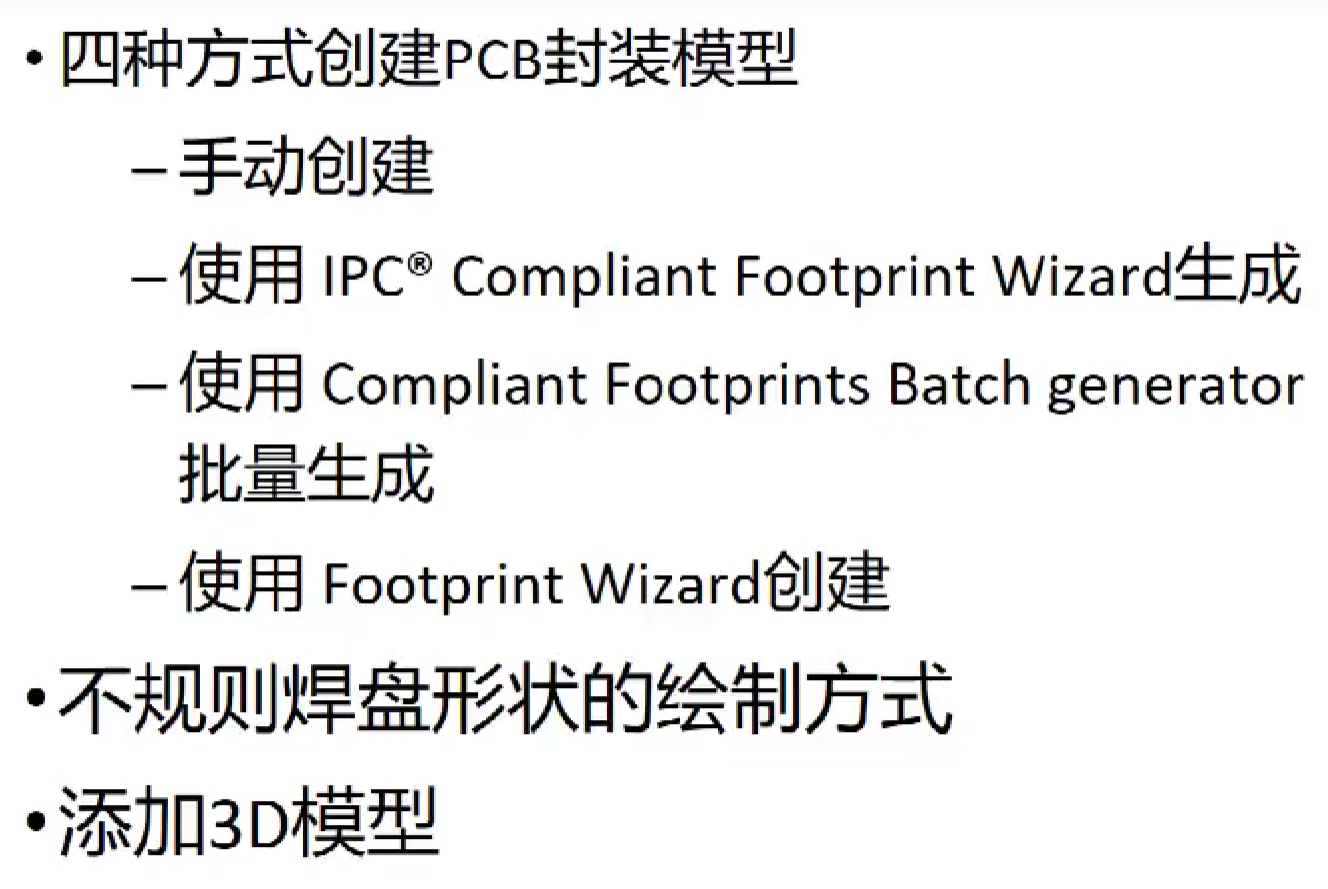 • 四种方式创建PCB封装模型
– 手动创建
– 使用 IPC® Compliant Footprint Wizard生成
– 使用 Compliant Footprints Batch generator
批量生成
– 使用 Footprint Wizard创建
• 不规则焊盘形状的绘制方式
• 添加3D模型